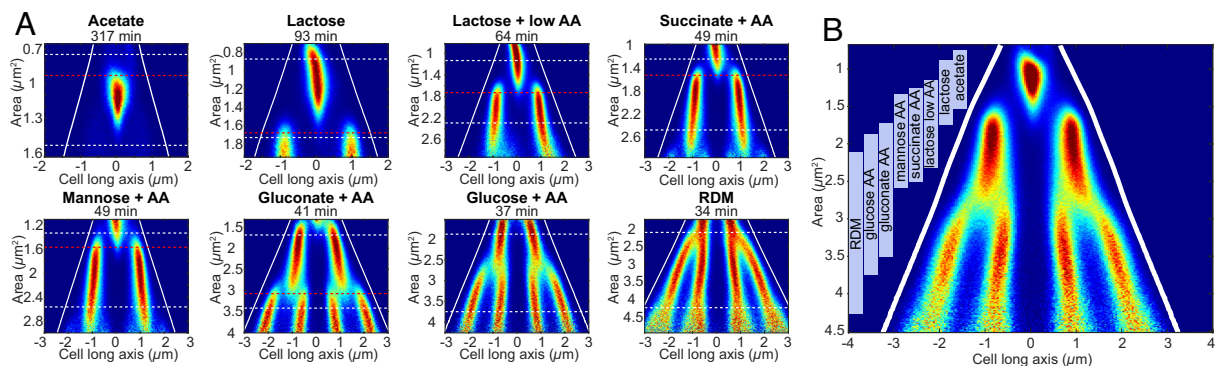 A
Acetate
317 min
Area (µm²)
0.7
1
1.3
1.6
-2 -1 0 1 2
Cell long axis (µm)
Lactose
93 min
Area (µm²)
0.8
1
1.2
1.4
1.6
1.8
-2 -1 0 1 2
Cell long axis (µm)
Lactose + low AA
64 min
Area (µm²)
1
1.4
1.8
2.2
2.6
-3 -2 -1 0 1 2 3
Cell long axis (µm)
Succinate + AA
49 min
Area (µm²)
1
1.4
1.8
2.2
2.6
-3 -2 -1 0 1 2 3
Cell long axis (µm)
Mannose + AA
49 min
Area (µm²)
1.2
1.6
2
2.4
2.8
-3 -2 -1 0 1 2 3
Cell long axis (µm)
Gluconate + AA
41 min
Area (µm²)
1.5
2
2.5
3
3.5
4
-3 -2 -1 0 1 2 3
Cell long axis (µm)
Glucose + AA
37 min
Area (µm²)
2
2.5
3
3.5
4
-3 -2 -1 0 1 2 3
Cell long axis (µm)
RDM
34 min
Area (µm²)
2
2.5
3
3.5
4
4.5
-3 -2 -1 0 1 2 3
Cell long axis (µm)
B
Area (µm²)
1
1.5
2
2.5
3
3.5
4
4.5
RDM
glucose AA
gluconate AA
mannose AA
succinate AA
lactose low AA
lactose
acetate
-4 -3 -2 -1 0 1 2 3 4
Cell long axis (µm)